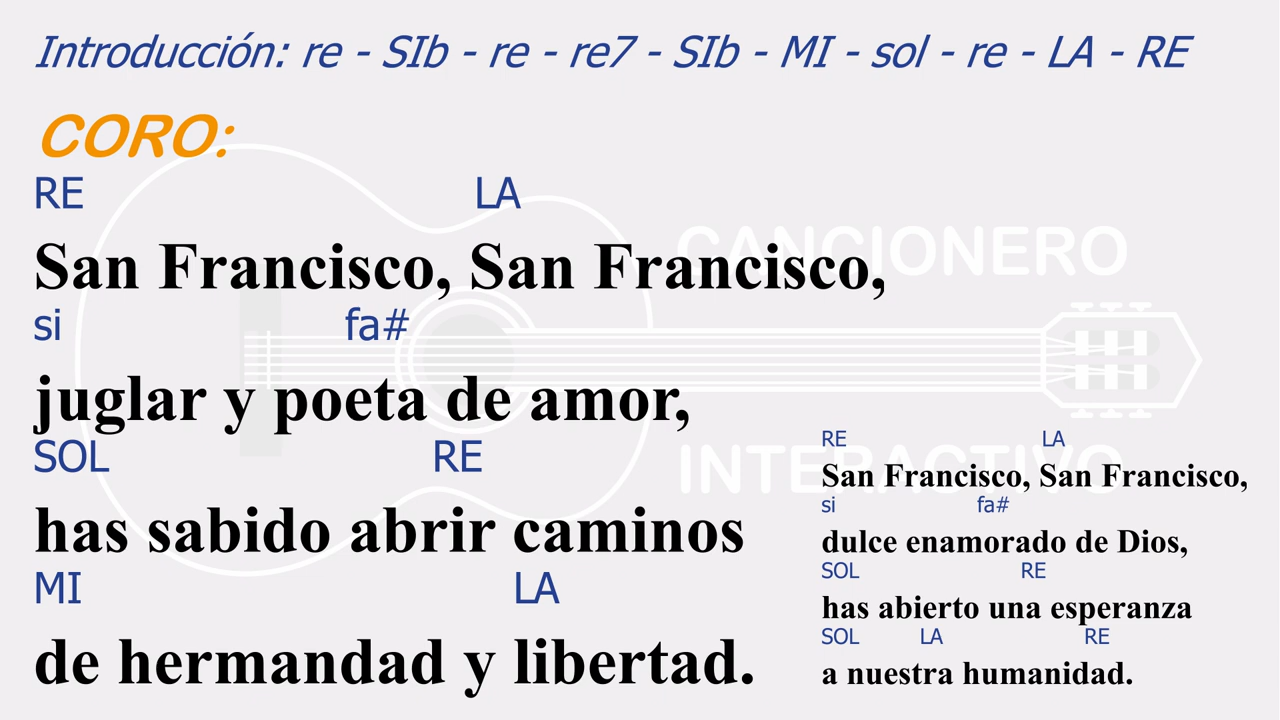 Introducción: re - SIb - re - re7 - SIb - MI - sol - re - LA - RE
CORO:
RE LA
San Francisco, San Francisco,
si fa#
juglar y poeta de amor,
SOL RE
has sabido abrir caminos
MI LA
de hermandad y libertad.
RE LA
San Francisco, San Francisco,
si fa#
dulce enamorado de Dios,
SOL RE
has abierto una esperanza
SOL LA RE
a nuestra humanidad.
CANCIONERO
INTERACTIVO